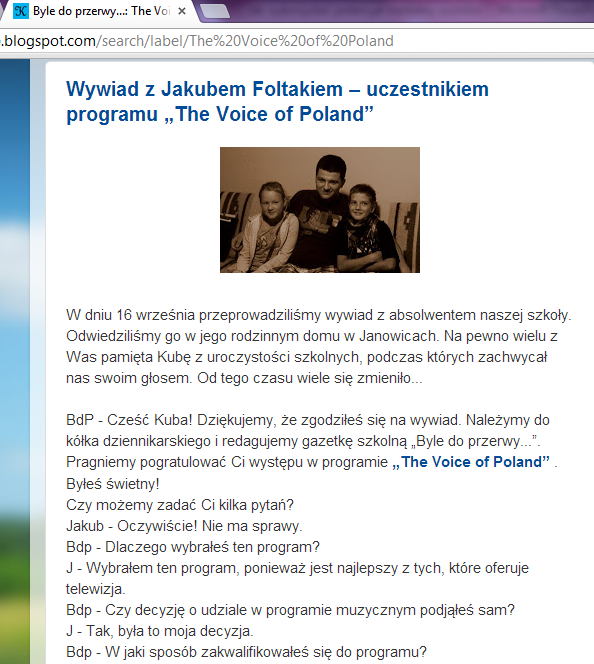 Byle do przerwy...: The Voi
.blogspot.com/search/label/The%20Voice%20of%20Poland
Wywiad z Jakubem Foltakiem – uczestnikiem
programu „The Voice of Poland”
W dniu 16 września przeprowadziliśmy wywiad z absolwentem naszej szkoły.
Odwiedziliśmy go w jego rodzinnym domu w Janowicach. Na pewno wielu z
Was pamięta Kubę z uroczystości szkolnych, podczas których zachwycał
nas swoim głosem. Od tego czasu wiele się zmieniło...
BdP - Cześć Kuba! Dziękujemy, że zgodziłeś się na wywiad. Należymy do
kółka dziennikarskiego i redagujemy gazetkę szkolną „Byle do przerwy...”.
Pragniemy pogratulować Ci występu w programie „The Voice of Poland” .
Byłeś świetny!
Czy możemy zadać Ci kilka pytań?
Jakub - Oczywiście! Nie ma sprawy.
Bdp - Dlaczego wybrałeś ten program?
J - Wybrałem ten program, ponieważ jest najlepszy z tych, które oferuje
telewizja.
Bdp - Czy decyzję o udziale w programie muzycznym podjąłeś sam?
J - Tak, była to moja decyzja.
Bdp - W jaki sposób zakwalifikowałeś się do programu?